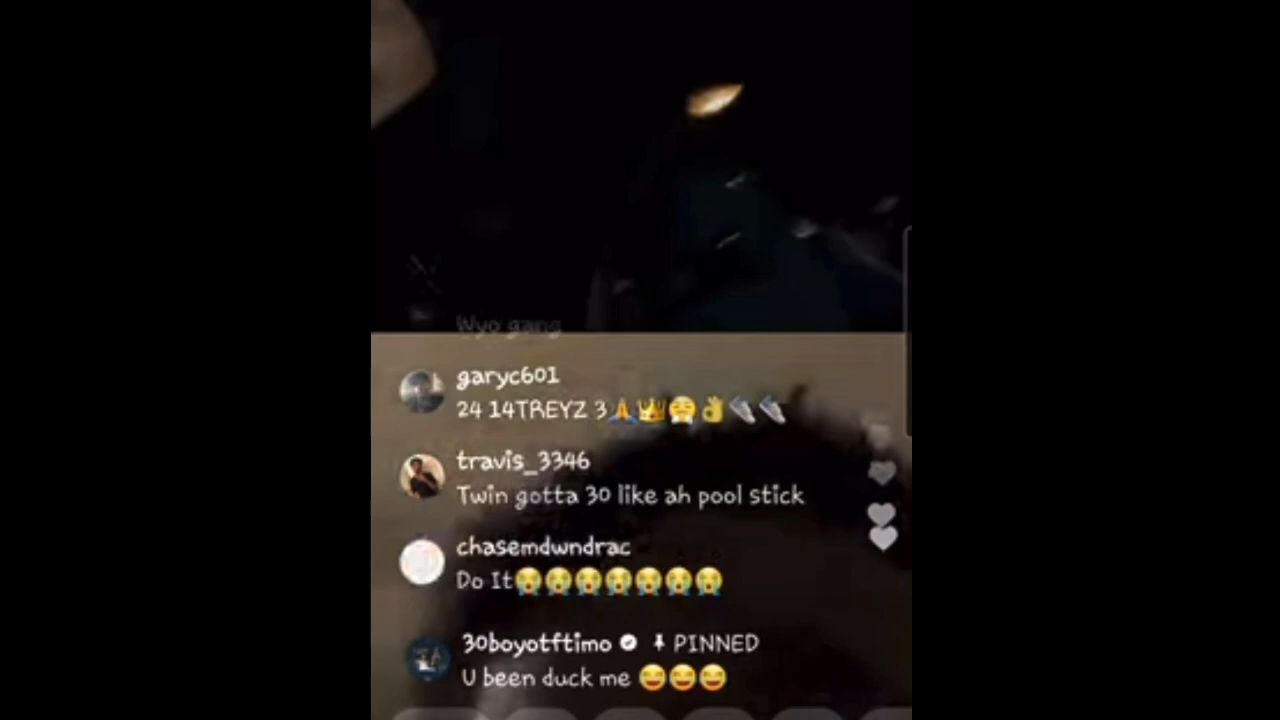 Wyo gang
garyc601
24 14TREYZ 3🙏👑😤👌👟👟
travis_3346
Twin gotta 30 like ah pool stick
chasemdwndrac
Do It😭😭😭😭😭😭😭
30boyotftimo PINNED
U been duck me 😂😂😂